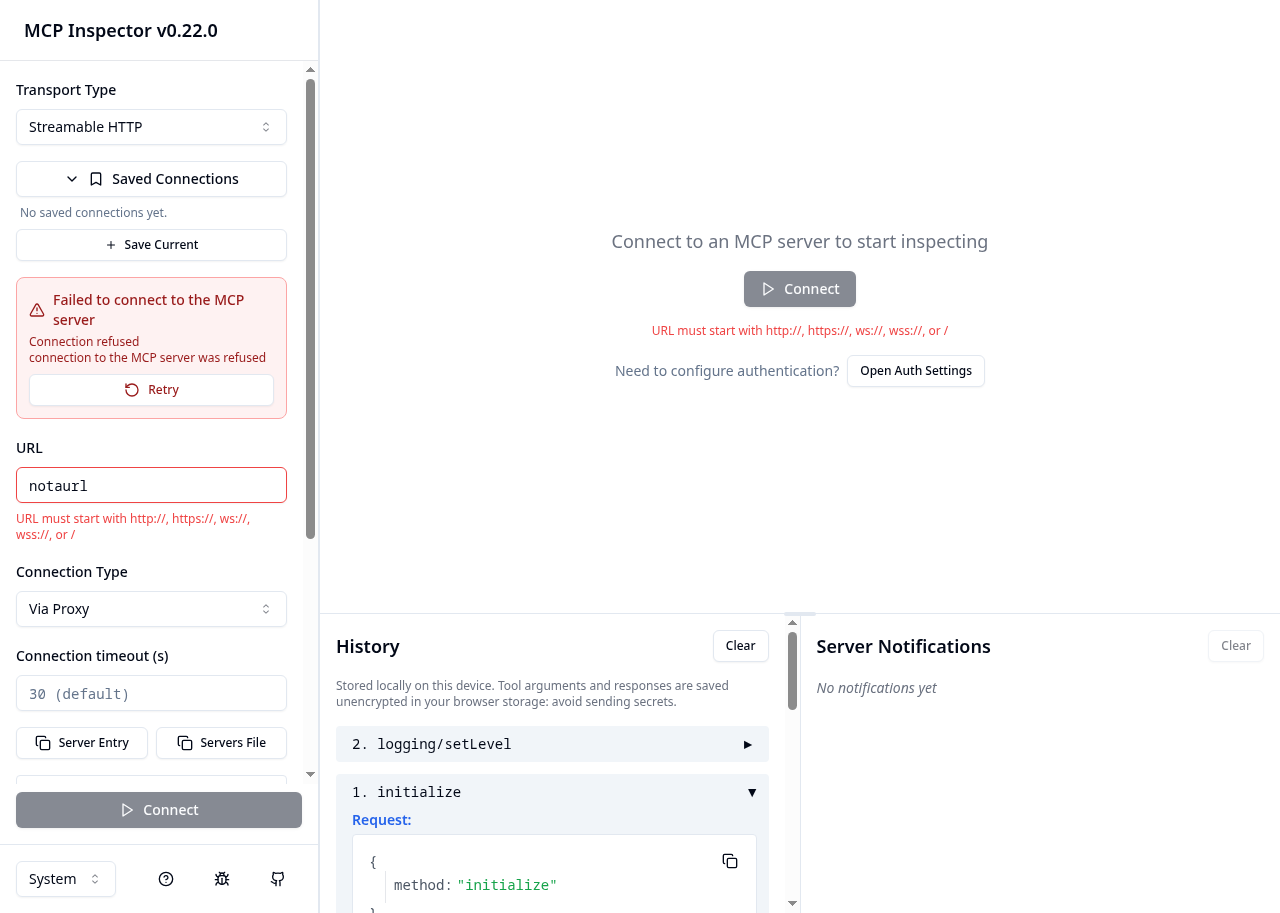 MCP Inspector v0.22.0
Transport Type
Streamable HTTP
Saved Connections
No saved connections yet.
Save Current
Failed to connect to the MCP
server
Connection refused
connection to the MCP server was refused
Retry
URL
notaurl
URL must start with http://, https://, ws://,
wss://, or /
Connection Type
Via Proxy
Connection timeout (s)
30 (default)
Server Entry
Servers File
Connect
System
Connect to an MCP server to start inspecting
Connect
URL must start with http://, https://, ws://, wss://, or /
Need to configure authentication?
Open Auth Settings
History
Clear
Stored locally on this device. Tool arguments and responses are saved
unencrypted in your browser storage: avoid sending secrets.
2. logging/setLevel
1. initialize
Request:
{
method: "initialize"
}
Server Notifications
Clear
No notifications yet